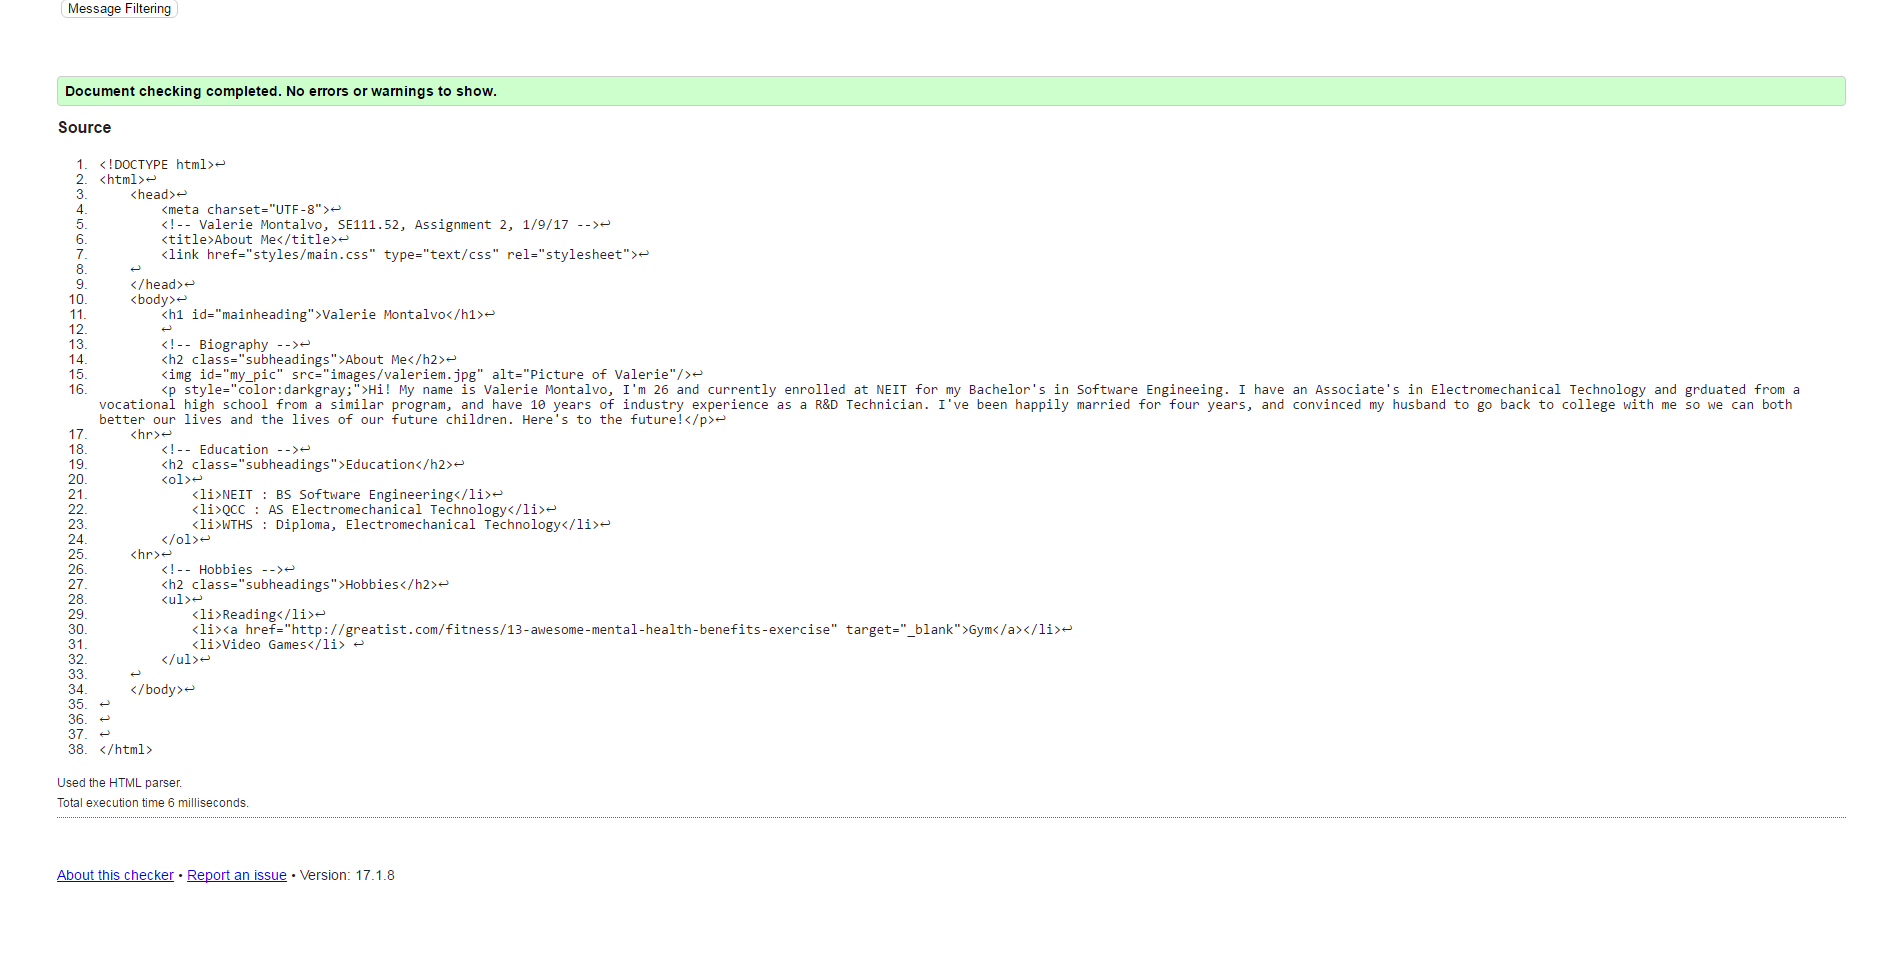 Message Filtering
Document checking completed. No errors or warnings to show.
Source
1. <!DOCTYPE html>↩
2. <html>↩
3. <head>↩
4. <meta charset="UTF-8">↩
5. <!-- Valerie Montalvo, SE111.52, Assignment 2, 1/9/17 -->↩
6. <title>About Me</title>↩
7. <link href="styles/main.css" type="text/css" rel="stylesheet">↩
8. ↩
9. </head>↩
10. <body>↩
11. <h1 id="mainheading">Valerie Montalvo</h1>↩
12. ↩
13. <!-- Biography -->↩
14. <h2 class="subheadings">About Me</h2>↩
15. <img id="my_pic" src="images/valeriem.jpg" alt="Picture of Valerie"/>↩
16. <p style="color:darkgray;">Hi! My name is Valerie Montalvo, I'm 26 and currently enrolled at NEIT for my Bachelor's in Software Engineeing. I have an Associate's in Electromechanical Technology and grduated from a
vocational high school from a similar program, and have 10 years of industry experience as a R&D Technician. I've been happily married for four years, and convinced my husband to go back to college with me so we can both
better our lives and the lives of our future children. Here's to the future!</p>↩
17. <hr>↩
18. <!-- Education -->↩
19. <h2 class="subheadings">Education</h2>↩
20. <ol>↩
21. <li>NEIT : BS Software Engineering</li>↩
22. <li>QCC : AS Electromechanical Technology</li>↩
23. <li>WTHS : Diploma, Electromechanical Technology</li>↩
24. </ol>↩
25. <hr>↩
26. <!-- Hobbies -->↩
27. <h2 class="subheadings">Hobbies</h2>↩
28. <ul>↩
29. <li>Reading</li>↩
30. <li><a href="http://greatist.com/fitness/13-awesome-mental-health-benefits-exercise" target="_blank">Gym</a></li>↩
31. <li>Video Games</li> ↩
32. </ul>↩
33. ↩
34. </body>↩
35. ↩
36. ↩
37. ↩
38. </html>
Used the HTML parser.
Total execution time 6 milliseconds.
About this checker • Report an issue • Version: 17.1.8